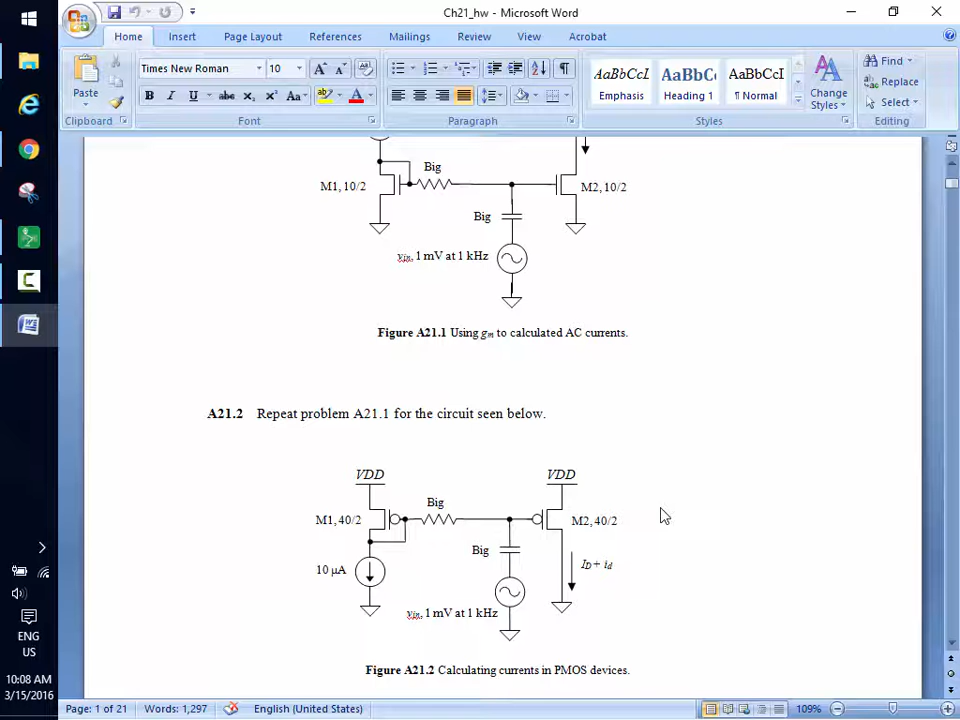 Ch21_hw - Microsoft Word
Home Insert Page Layout References Mailings Review View Acrobat
Paste
Clipboard
Times New Roman 10
B I U abc x₂ x² Aa A
Font
Paragraph
AaBbCcI AaBbCc AaBbCcI
Emphasis Heading 1 ¶ Normal
Change
Styles
Styles
Find
Replace
Select
Editing
Big
M1, 10/2
M2, 10/2
Big
vin, 1 mV at 1 kHz
Figure A21.1 Using gm to calculated AC currents.
A21.2 Repeat problem A21.1 for the circuit seen below.
VDD VDD
Big
M1, 40/2 M2, 40/2
Big
10 µA
ID + id
vin, 1 mV at 1 kHz
Figure A21.2 Calculating currents in PMOS devices.
Page: 1 of 21 Words: 1,297 English (United States) 109%
ENG
US
10:08 AM
3/15/2016